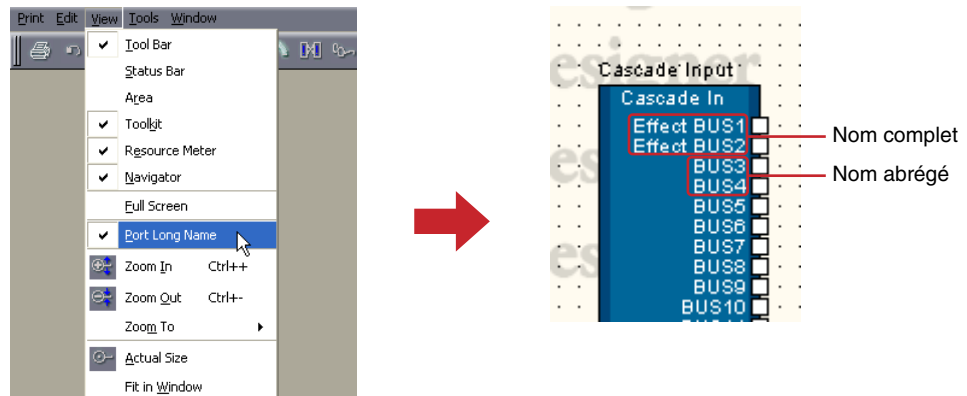 Print Edit View Tools Window
Tool Bar
Status Bar
Area
Toolkit
Resource Meter
Navigator
Full Screen
Port Long Name
Zoom In Ctrl++
Zoom Out Ctrl+-
Zoom To
Actual Size
Fit in Window
esigner
Cascade Input
Cascade In
Effect BUS1
Effect BUS2
BUS3
BUS4
BUS5
BUS6
BUS7
BUS8
BUS9
BUS10
Nom complet
Nom abrégé